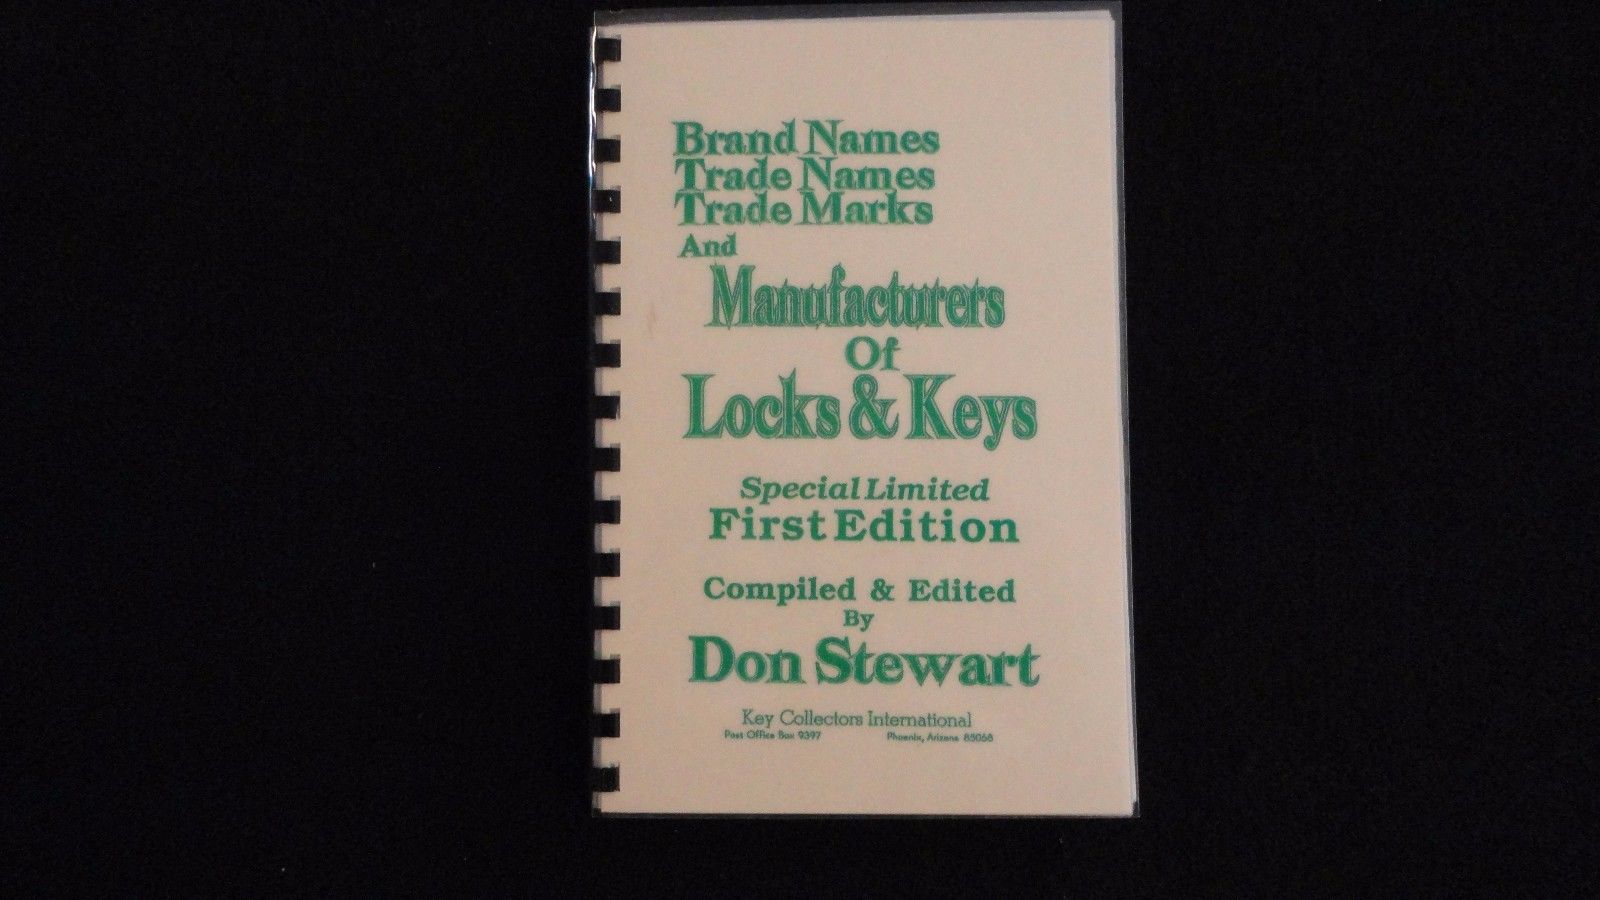 Brand Names
Trade Names
Trade Marks
And
Manufacturers
Of
Locks & Keys
Special Limited
First Edition
Compiled & Edited
By
Don Stewart
Key Collectors International
Post Office Box 9397 Phoenix, Arizona 85068